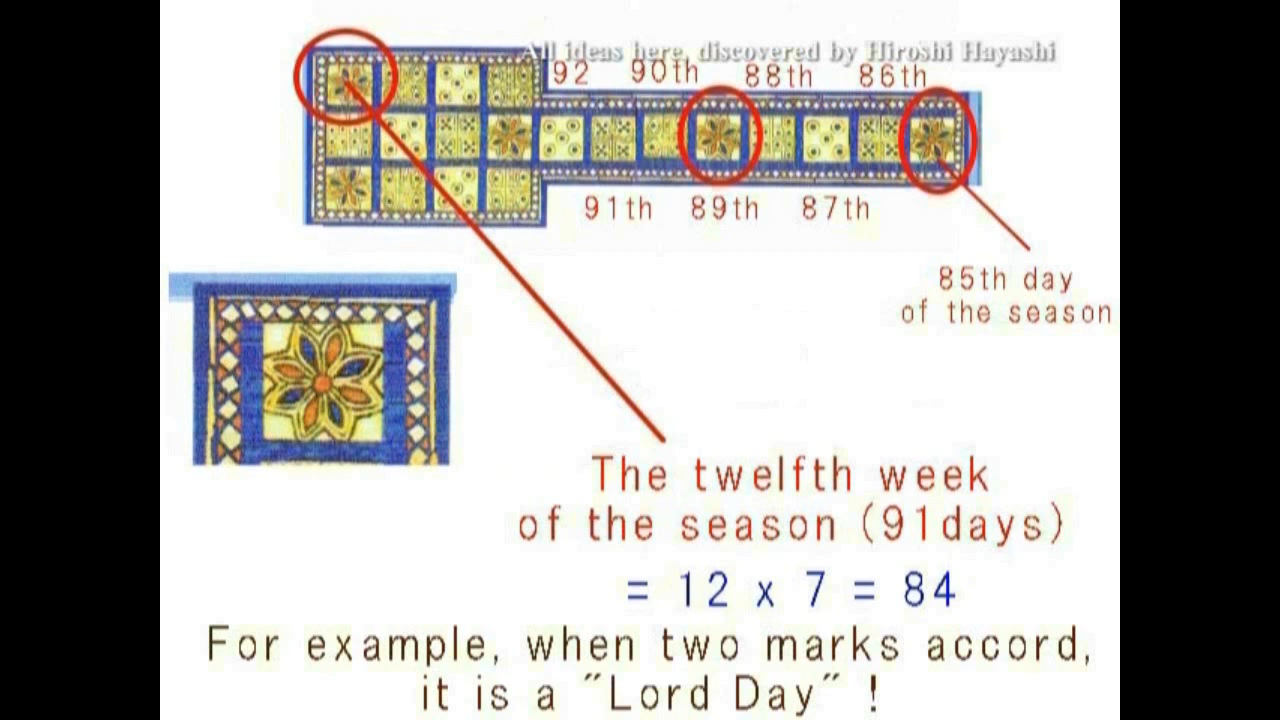 All ideas here, discovered by Hiroshi Hayashi
92 90th 88th 86th
91th 89th 87th
85th day
of the season
The twelfth week
of the season (91days)
= 12 x 7 = 84
For example, when two marks accord,
it is a ˝Lord Day˝ !